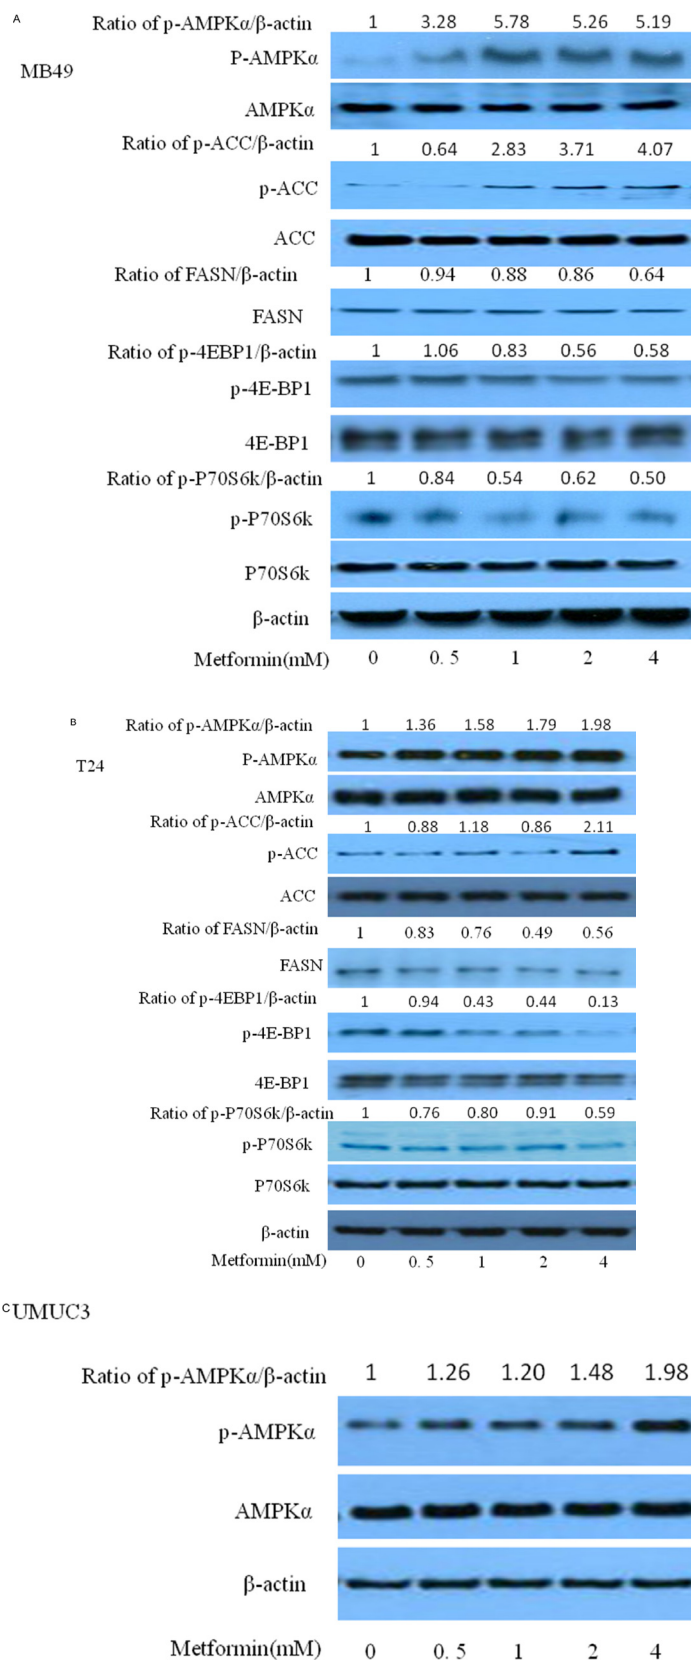 A
Ratio of p-AMPKα/β-actin 1 3.28 5.78 5.26 5.19
MB49
P-AMPKα
AMPKα
Ratio of p-ACC/β-actin 1 0.64 2.83 3.71 4.07
p-ACC
ACC
Ratio of FASN/β-actin 1 0.94 0.88 0.86 0.64
FASN
Ratio of p-4EBP1/β-actin 1 1.06 0.83 0.56 0.58
p-4E-BP1
4E-BP1
Ratio of p-P70S6k/β-actin 1 0.84 0.54 0.62 0.50
p-P70S6k
P70S6k
β-actin
Metformin(mM) 0 0.5 1 2 4
B
Ratio of p-AMPKα/β-actin 1 1.36 1.58 1.79 1.98
T24
P-AMPKα
AMPKα
Ratio of p-ACC/β-actin 1 0.88 1.18 0.86 2.11
p-ACC
ACC
Ratio of FASN/β-actin 1 0.83 0.76 0.49 0.56
FASN
Ratio of p-4EBP1/β-actin 1 0.94 0.43 0.44 0.13
p-4E-BP1
4E-BP1
Ratio of p-P70S6k/β-actin 1 0.76 0.80 0.91 0.59
p-P70S6k
P70S6k
β-actin
Metformin(mM) 0 0.5 1 2 4
C UMUC3
Ratio of p-AMPKα/β-actin 1 1.26 1.20 1.48 1.98
p-AMPKα
AMPKα
β-actin
Metformin(mM) 0 0.5 1 2 4